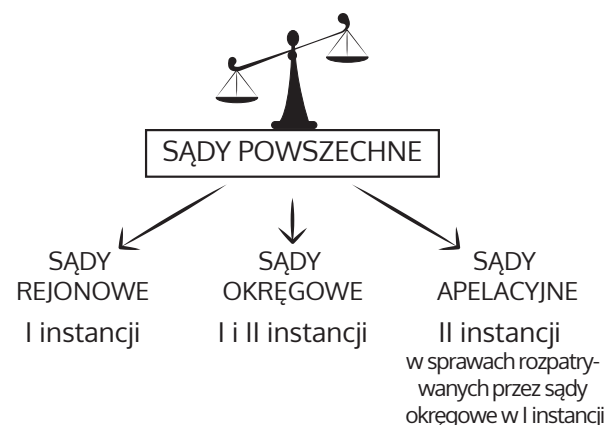 SĄDY POWSZECHNE
SĄDY
REJONOWE
I instancji
SĄDY
OKRĘGOWE
I i II instancji
SĄDY
APELACYJNE
II instancji
w sprawach rozpatry-
wanych przez sądy
okręgowe w I instancji